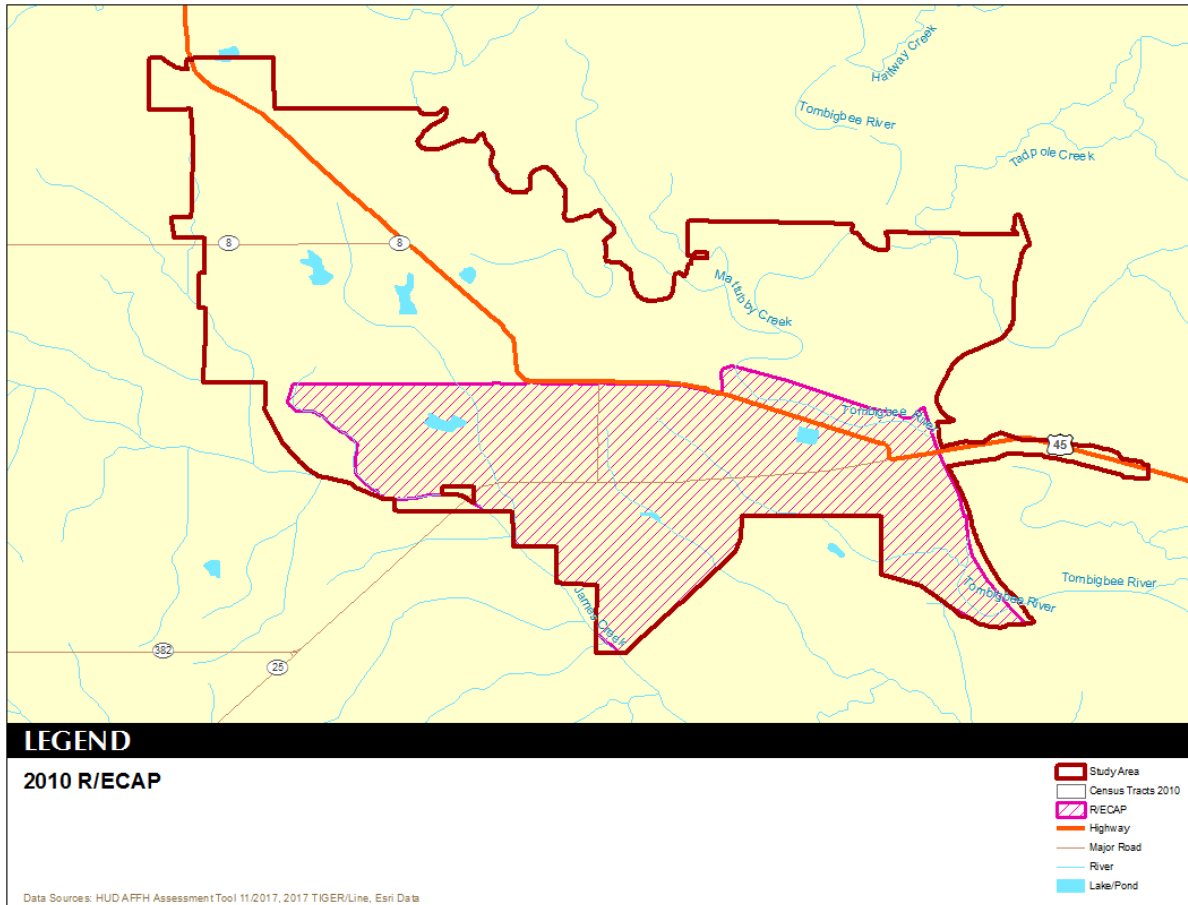 Halfway Creek
Tombigbee River
Tadpole Creek
8
8
Mattubby Creek
Tombigbee River
45
Tombigbee River
Tombigbee River
James Creek
382
25
LEGEND
2010 R/ECAP
Study Area
Census Tracts 2010
R/ECAP
Highway
Major Road
River
Lake/Pond
Data Sources: HUD AFFH Assessment Tool 11/2017, 2017 TIGER/Line, Esri Data